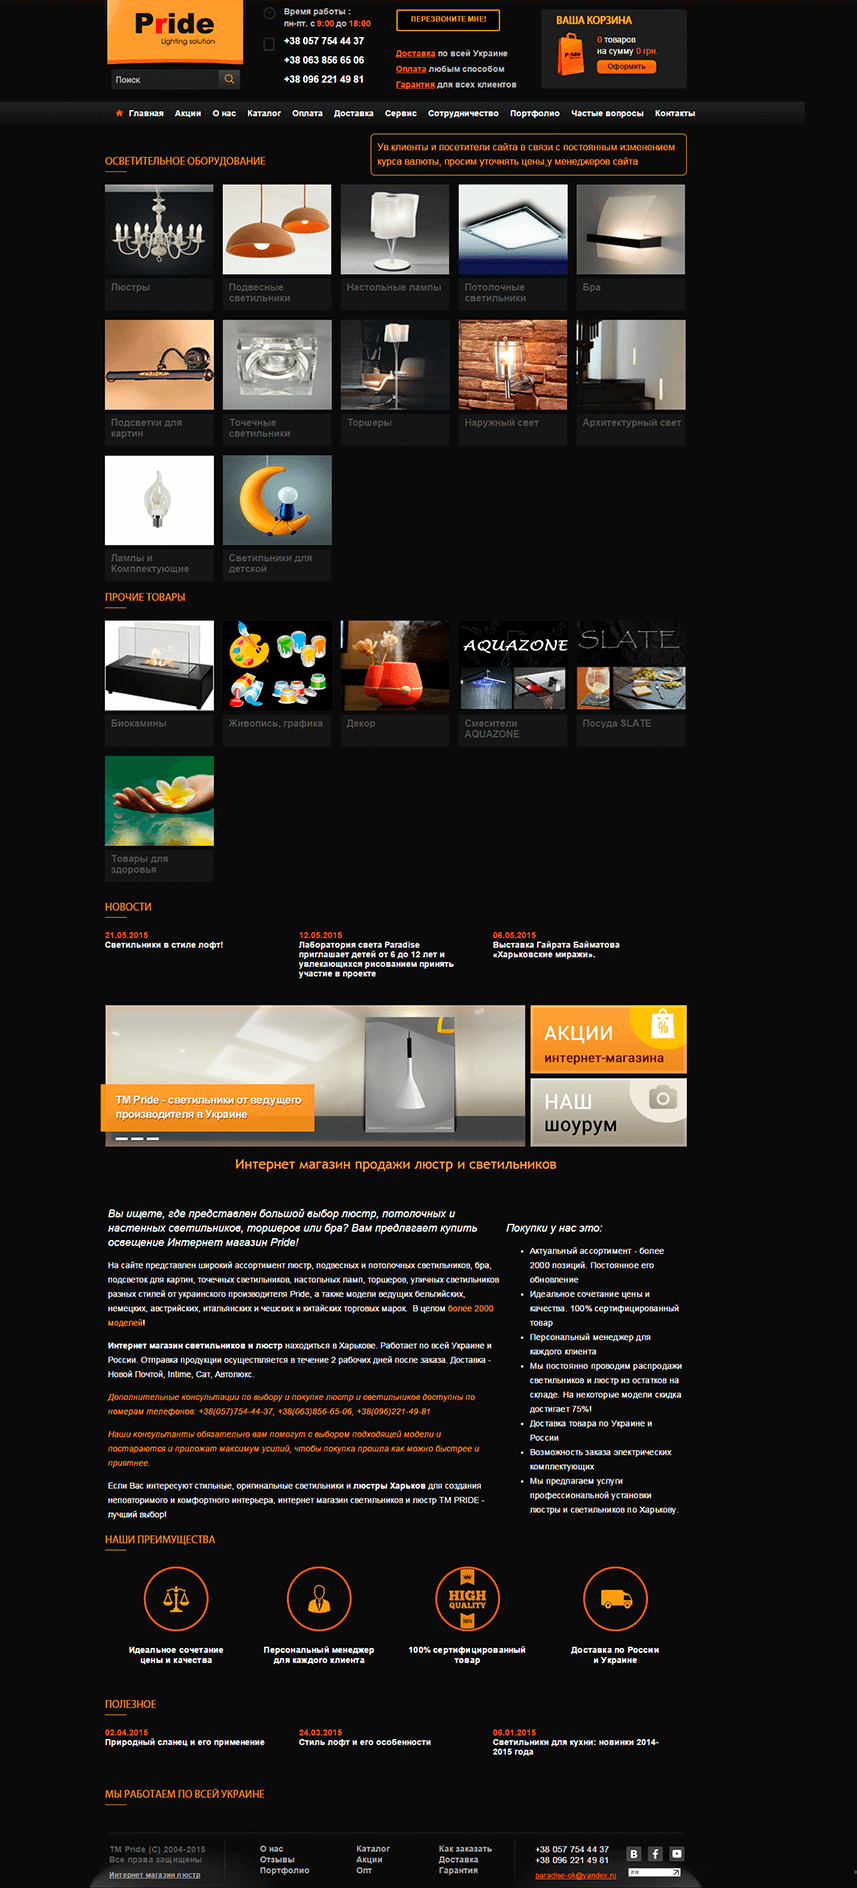 Pride
Lighting solution
Поиск
Время работы :
пн-пт. с 9:00 до 18:00
+38 057 754 44 37
+38 063 856 65 06
+38 096 221 49 81
ПЕРЕЗВОНИТЕ МНЕ!
Доставка по всей Украине
Оплата любым способом
Гарантия для всех клиентов
ВАША КОРЗИНА
0 товаров
на сумму 0 грн.
Оформить
Главная Акции О нас Каталог Оплата Доставка Сервис Сотрудничество Портфолио Частые вопросы Контакты
Ув.клиенты и посетители сайта в связи с постоянным изменением
курса валюты, просим уточнять цены,у менеджеров сайта
ОСВЕТИТЕЛЬНОЕ ОБОРУДОВАНИЕ
Люстры
Подвесные
светильники
Настольные лампы
Потолочные
светильники
Бра
Подсветки для
картин
Точечные
светильники
Торшеры
Наружный свет
Архитектурный свет
Лампы и
Комплектующие
Светильники для
детской
ПРОЧИЕ ТОВАРЫ
AQUAZONE
SLATE
Биокамины
Живопись, графика
Декор
Смесители
AQUAZONE
Посуда SLATE
Товары для
здоровья
НОВОСТИ
21.05.2015
Светильники в стиле лофт!
12.05.2015
Лаборатория света Paradise
приглашает детей от 6 до 12 лет и
увлекающихся рисованием принять
участие в проекте
06.05.2015
Выставка Гайрата Байматова
«Харьковские миражи».
TM Pride - светильники от ведущего
производителя в Украине
АКЦИИ
интернет-магазина
%
НАШ
шоурум
Интернет магазин продажи люстр и светильников
Вы ищете, где представлен большой выбор люстр, потолочных и
настенных светильников, торшеров или бра? Вам предлагает купить
освещение Интернет магазин Pride!
На сайте представлен широкий ассортимент люстр, подвесных и потолочных светильников, бра,
подсветок для картин, точечных светильников, настольных ламп, торшеров, уличных светильников
разных стилей от украинского производителя Pride, а также модели ведущих бельгийских,
немецких, австрийских, итальянских и чешских и китайских торговых марок. В целом более 2000
моделей!
Интернет магазин светильников и люстр находиться в Харькове. Работает по всей Украине и
России. Отправка продукции осуществляется в течение 2 рабочих дней после заказа. Доставка -
Новой Почтой, Intime, Сат, Автолюкс.
Дополнительные консультации по выбору и покупке люстр и светильников доступны по
номерам телефонов: +38(057)754-44-37, +38(063)856-65-06, +38(096)221-49-81
Наши консультанты обязательно вам помогут с выбором подходящей модели и
постараются и приложат максимум усилий, чтобы покупка прошла как можно быстрее и
приятнее.
Если Вас интересуют стильные, оригинальные светильники и люстры Харьков для создания
неповторимого и комфортного интерьера, интернет магазин светильников и люстр TM PRIDE -
лучший выбор!
Покупки у нас это:
• Актуальный ассортимент - более
2000 позиций. Постоянное его
обновление
• Идеальное сочетание цены и
качества. 100% сертифицированный
товар
• Персональный менеджер для
каждого клиента
• Мы постоянно проводим распродажи
светильников и люстр из остатков на
складе. На некоторые модели скидка
достигает 75%!
• Доставка товара по Украине и
России
• Возможность заказа электрических
комплектующих
• Мы предлагаем услуги
профессиональной установки
люстры и светильников по Харькову.
НАШИ ПРЕИМУЩЕСТВА
HIGH
QUALITY
100%
Идеальное сочетание
цены и качества
Персональный менеджер
для каждого клиента
100% сертифицированный
товар
Доставка по России
и Украине
ПОЛЕЗНОЕ
02.04.2015
Природный сланец и его применение
24.03.2015
Стиль лофт и его особенности
06.01.2015
Светильники для кухни: новинки 2014-
2015 года
МЫ РАБОТАЕМ ПО ВСЕЙ УКРАИНЕ
TM Pride (C) 2004-2015
Все права защищены
Интернет магазин люстр
О нас
Отзывы
Портфолио
Каталог
Акции
Опт
Как заказать
Доставка
Гарантия
+38 057 754 44 37
+38 096 221 49 81
paradise-ok@yandex.ru